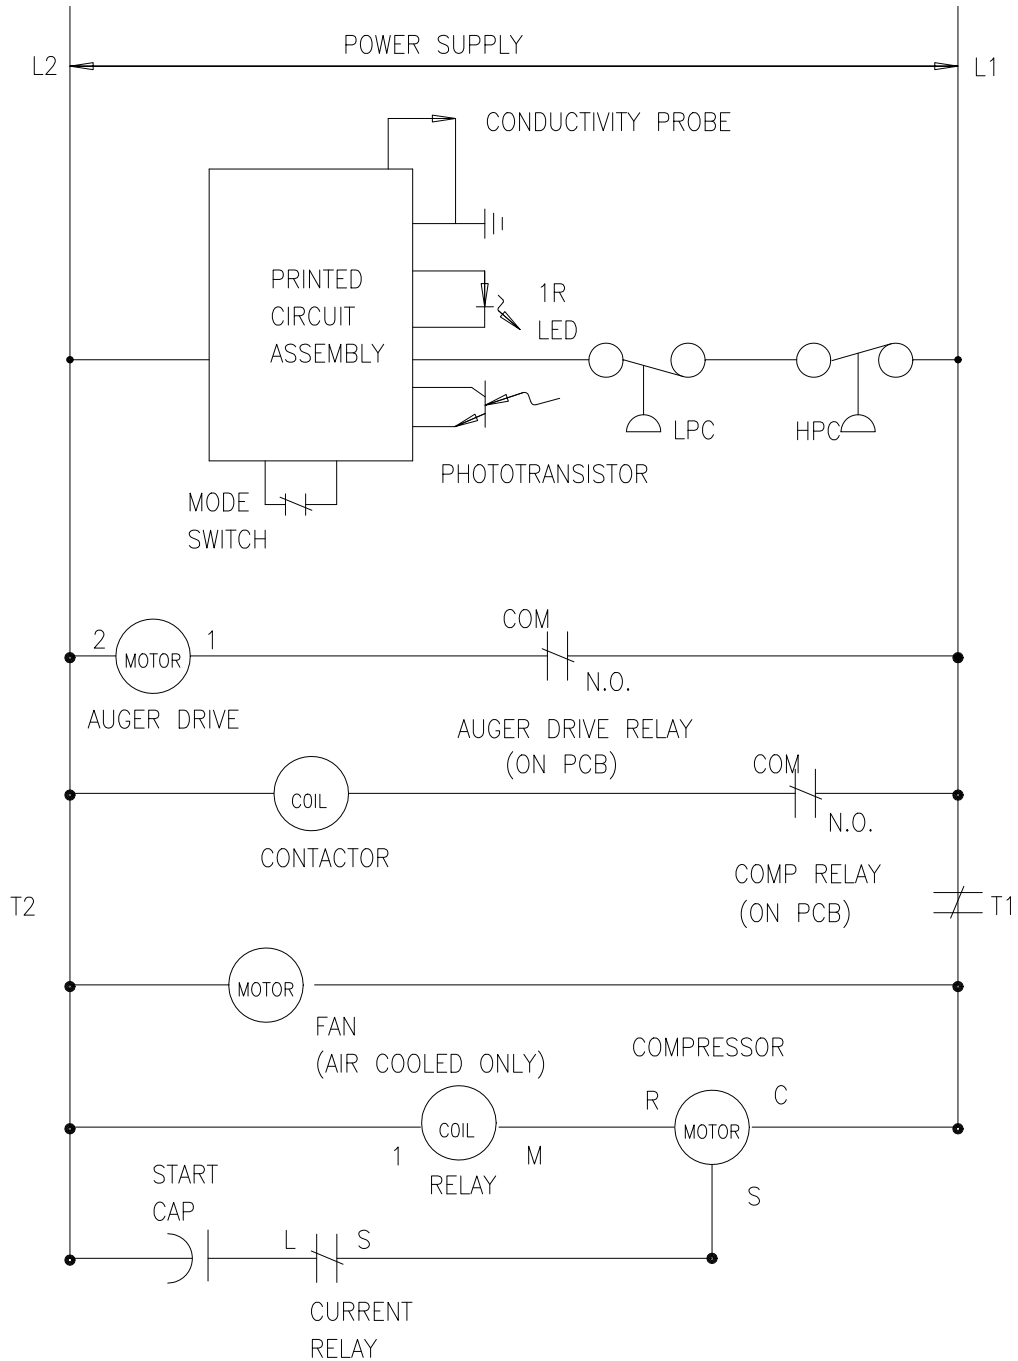 POWER SUPPLY
L2
L1
CONDUCTIVITY PROBE
PRINTED
CIRCUIT
ASSEMBLY
1R
LED
LPC
HPC
PHOTOTRANSISTOR
MODE
SWITCH
COM
2
1
MOTOR
N.O.
AUGER DRIVE
AUGER DRIVE RELAY
(ON PCB)
COM
COIL
N.O.
CONTACTOR
COMP RELAY
(ON PCB)
T2
T1
MOTOR
FAN
(AIR COOLED ONLY)
COMPRESSOR
R
C
COIL
MOTOR
1
M
RELAY
S
START
CAP
L
S
CURRENT
RELAY